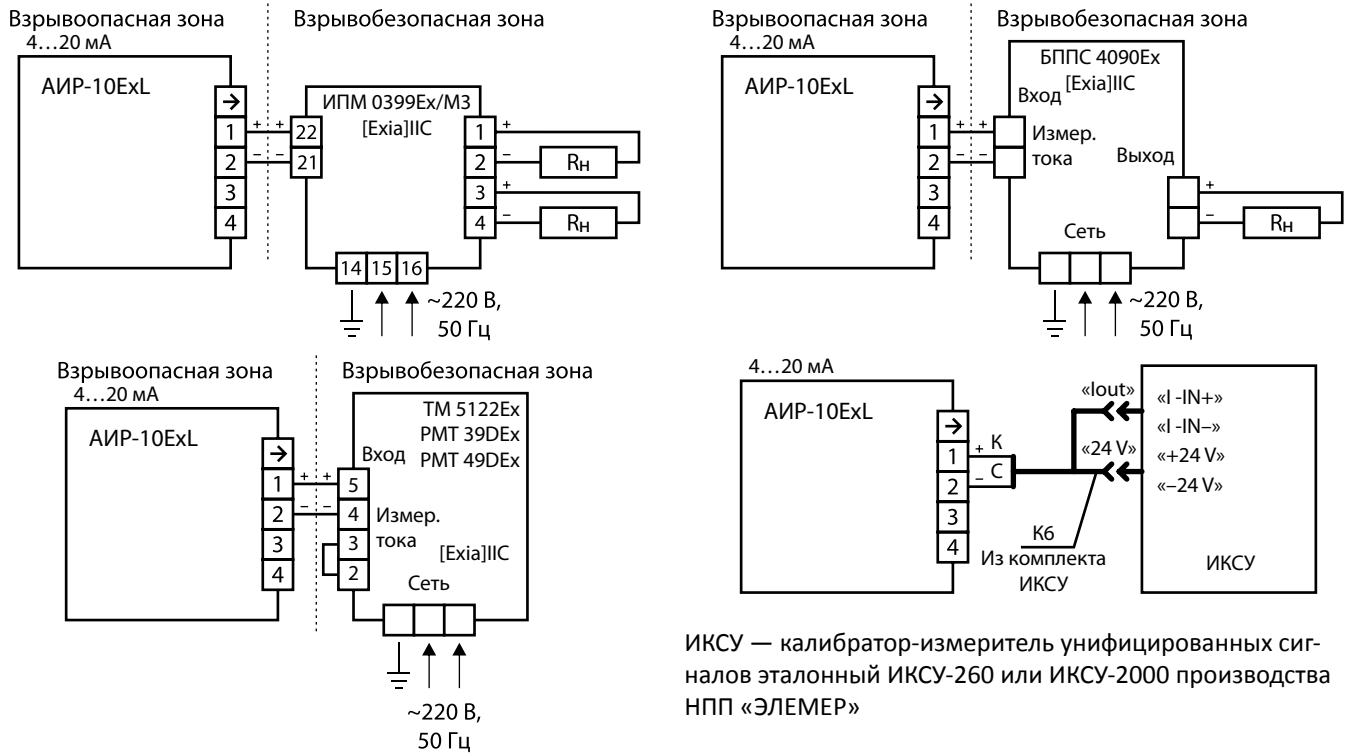 Взрывоопасная зона
Взрывобезопасная зона
4…20 мА
АИР-10ExL
→
1
2
3
4
+ +
– –
22
21
ИПМ 0399Ex/М3
[Exia]IIC
1
2
3
4
+
–
+
–
Rн
Rн
14 15 16
~220 В,
50 Гц
Взрывоопасная зона
Взрывобезопасная зона
4…20 мА
АИР-10ExL
→
1
2
3
4
+ +
– –
БППС 4090Ex
[Exia]IIC
Вход
Измер.
тока
Выход
+
–
Rн
Сеть
~220 В,
50 Гц
Взрывоопасная зона
Взрывобезопасная зона
4…20 мА
АИР-10ExL
→
1
2
3
4
+ +
– –
ТМ 5122Ex
РМТ 39DEx
РМТ 49DEx
Вход
5
4
3
2
Измер.
тока
[Exia]IIC
Сеть
~220 В,
50 Гц
4…20 мА
АИР-10ExL
→
1
2
3
4
+ К
– С
«Iout»
«24 V»
«I -IN+»
«I -IN–»
«+24 V»
«–24 V»
К6
Из комплекта
ИКСУ
ИКСУ
ИКСУ — калибратор-измеритель унифицированных сиг-
налов эталонный ИКСУ-260 или ИКСУ-2000 производства
НПП «ЭЛЕМЕР»